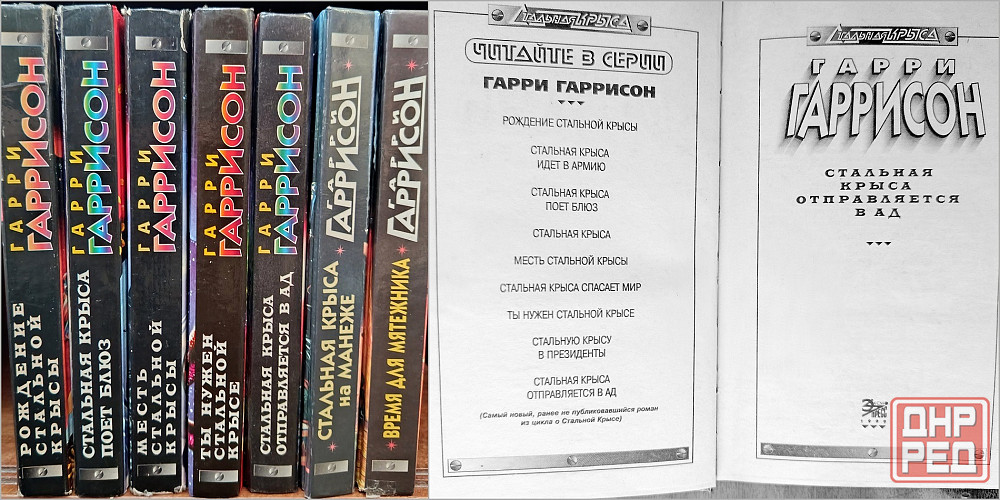 ГАРРИ
ГАРРИСОН
РОЖДЕНИЕ
СТАЛЬНОЙ
КРЫСЫ
ГАРРИ
ГАРРИСОН
СТАЛЬНАЯ КРЫСА
ПОЕТ БЛЮЗ
ГАРРИ
ГАРРИСОН
МЕСТЬ
СТАЛЬНОЙ
КРЫСЫ
ГАРРИ
ГАРРИСОН
ТЫ НУЖЕН
СТАЛЬНОЙ
КРЫСЕ
ГАРРИ
ГАРРИСОН
СТАЛЬНАЯ КРЫСА
ОТПРАВЛЯЕТСЯ В АД
ГАРРИ
ГАРРИСОН
СТАЛЬНАЯ КРЫСА
на МАНЕЖЕ
ГАРРИ
ГАРРИСОН
ВРЕМЯ ДЛЯ МЯТЕЖНИКА
СТАЛЬНАЯ КРЫСА
ЧИТАЙТЕ В СЕРИИ
ГАРРИ ГАРРИСОН
РОЖДЕНИЕ СТАЛЬНОЙ КРЫСЫ
СТАЛЬНАЯ КРЫСА
ИДЕТ В АРМИЮ
СТАЛЬНАЯ КРЫСА
ПОЕТ БЛЮЗ
СТАЛЬНАЯ КРЫСА
МЕСТЬ СТАЛЬНОЙ КРЫСЫ
СТАЛЬНАЯ КРЫСА СПАСАЕТ МИР
ТЫ НУЖЕН СТАЛЬНОЙ КРЫСЕ
СТАЛЬНУЮ КРЫСУ
В ПРЕЗИДЕНТЫ
СТАЛЬНАЯ КРЫСА
ОТПРАВЛЯЕТСЯ В АД
(Самый новый, ранее не публиковавшийся роман
из цикла о Стальной Крысе)
СТАЛЬНАЯ КРЫСА
ГАРРИ
ГАРРИСОН
СТАЛЬНАЯ
КРЫСА
ОТПРАВЛЯЕТСЯ
В АД
ДНР
РЕД